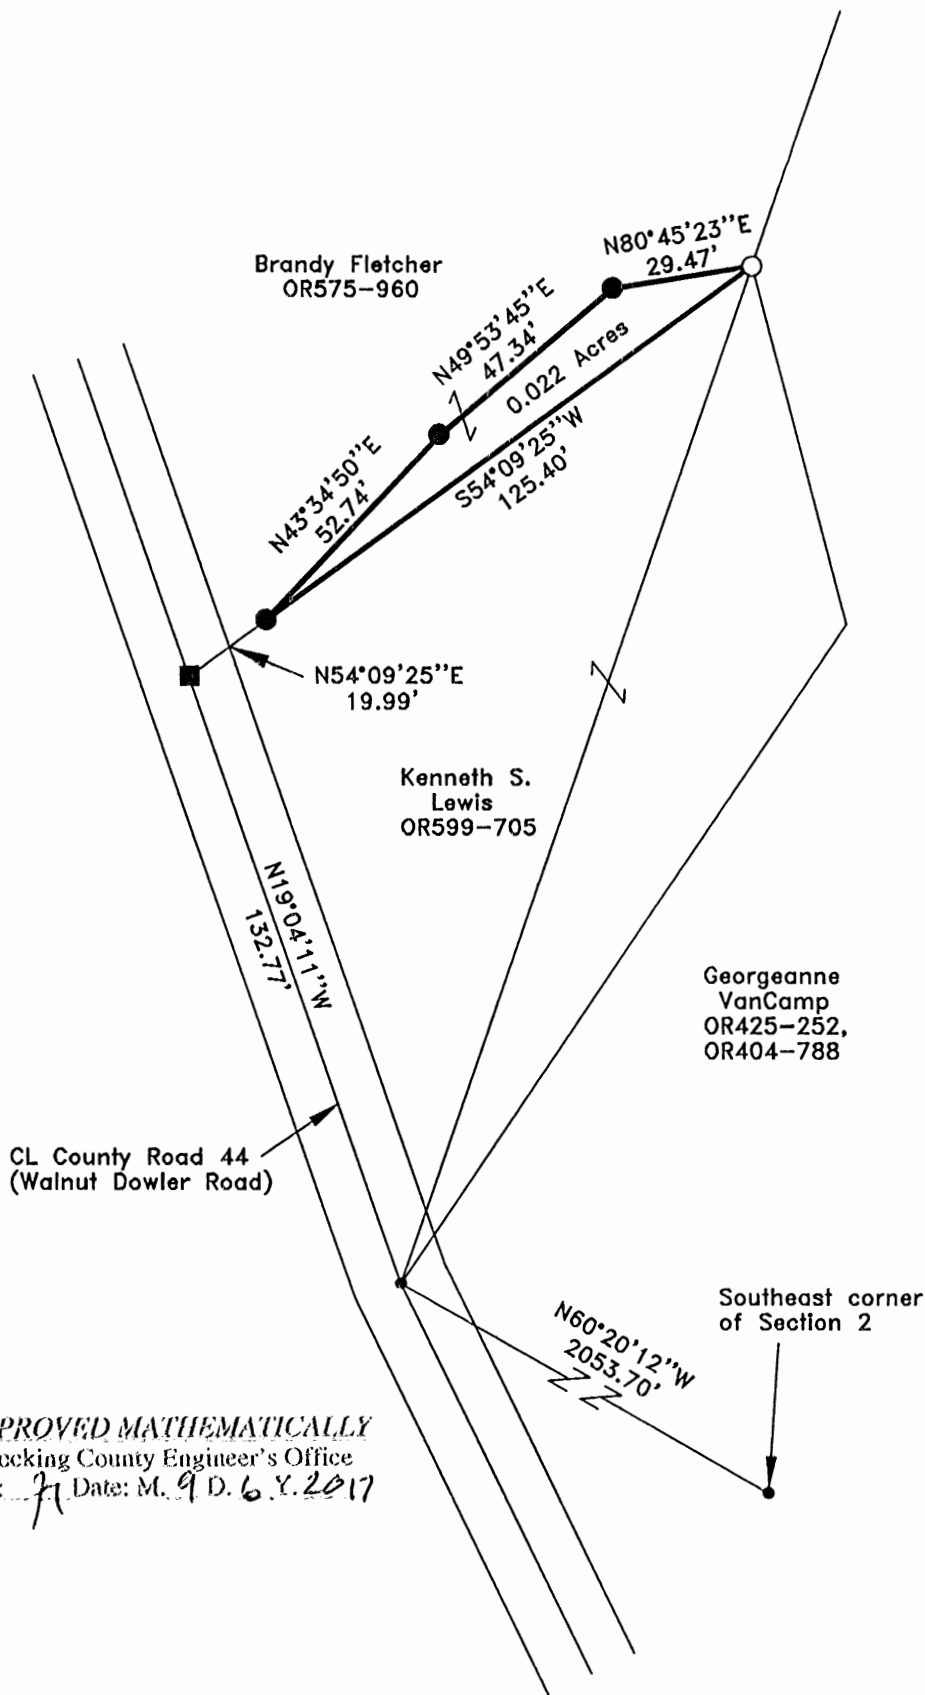 N80°45'23"E
29.47'
Brandy Fletcher
OR575-960
N49°53'45"E
47.34'
0.022 Acres
S54°09'25"W
125.40'
N43°34'50"E
52.74'
N54°09'25"E
19.99'
Kenneth S.
Lewis
OR599-705
N19°04'11"W
132.77'
Georgeanne
VanCamp
OR425-252,
OR404-788
CL County Road 44
(Walnut Dowler Road)
Southeast corner
of Section 2
N60°20'12"W
2053.70'
PROVED MATHEMATICALLY
ocking County Engineer's Office
Date: M. 9 D. 6 Y. 2017